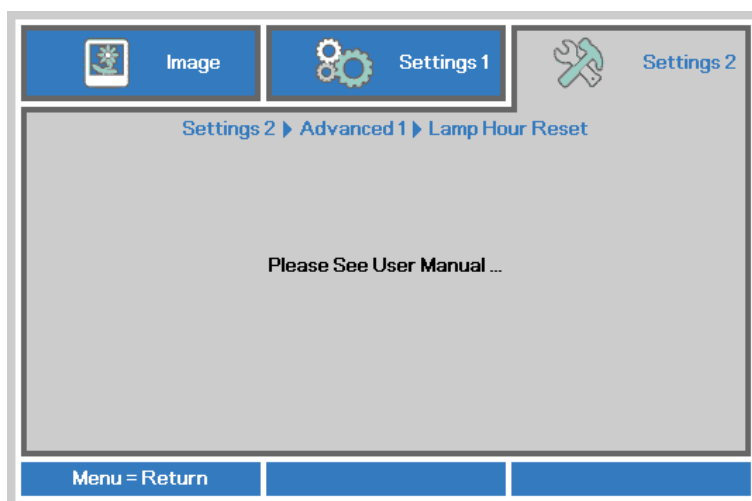 Image
Settings 1
Settings 2
Settings 2 ▶ Advanced 1 ▶ Lamp Hour Reset
Please See User Manual ...
Menu = Return